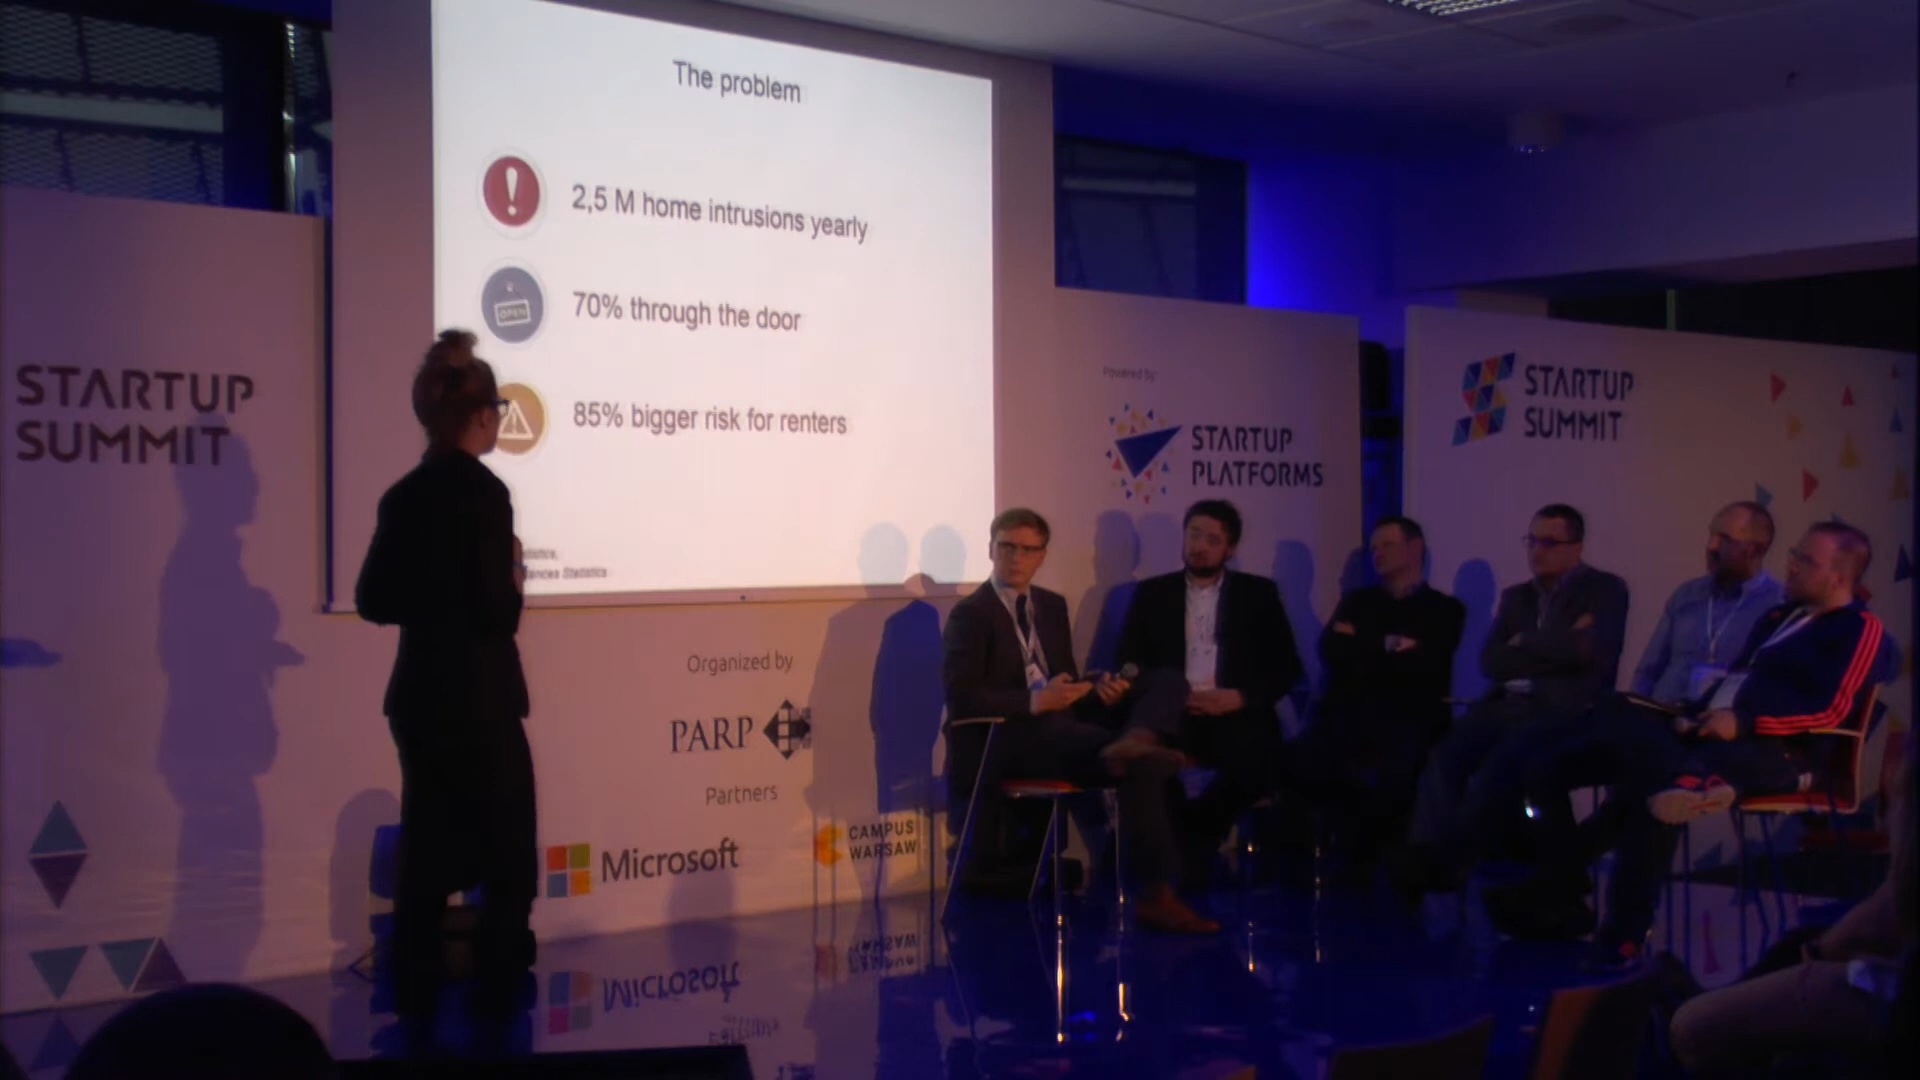 The problem
2,5 M home intrusions yearly
OPEN
70% through the door
85% bigger risk for renters
Statistics
STARTUP
SUMMIT
Powered by
STARTUP
PLATFORMS
STARTUP
SUMMIT
Organized by
PARP
Partners
Microsoft
CAMPUS
WARSAW